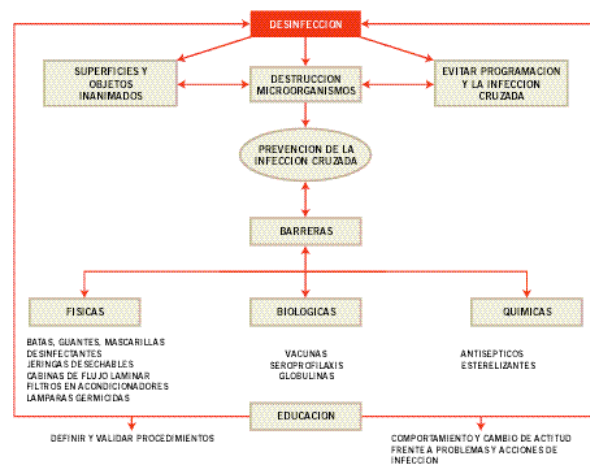 DESINFECCION
SUPERFICIES Y
OBJETOS
INANIMADOS
DESTRUCCION
MICROORGANISMOS
EVITAR PROGRAMACION
Y LA INFECCION
CRUZADA
PREVENCION DE LA
INFECCION CRUZADA
BARRERAS
FISICAS
BATAS, GUANTES, MASCARILLAS
DESINFECTANTES
JERINGAS DESECHABLES
CABINAS DE FLUJO LAMINAR
FILTROS EN ACONDICIONADORES
LAMPARAS GERMICIDAS
BIOLOGICAS
VACUNAS
SEROPROFILAXIS
GLOBULINAS
QUIMICAS
ANTISEPTICOS
ESTERELIZANTES
EDUCACION
DEFINIR Y VALIDAR PROCEDIMIENTOS
COMPORTAMIENTO Y CAMBIO DE ACTITUD
FRENTE A PROBLEMAS Y ACCIONES DE
INFECCION